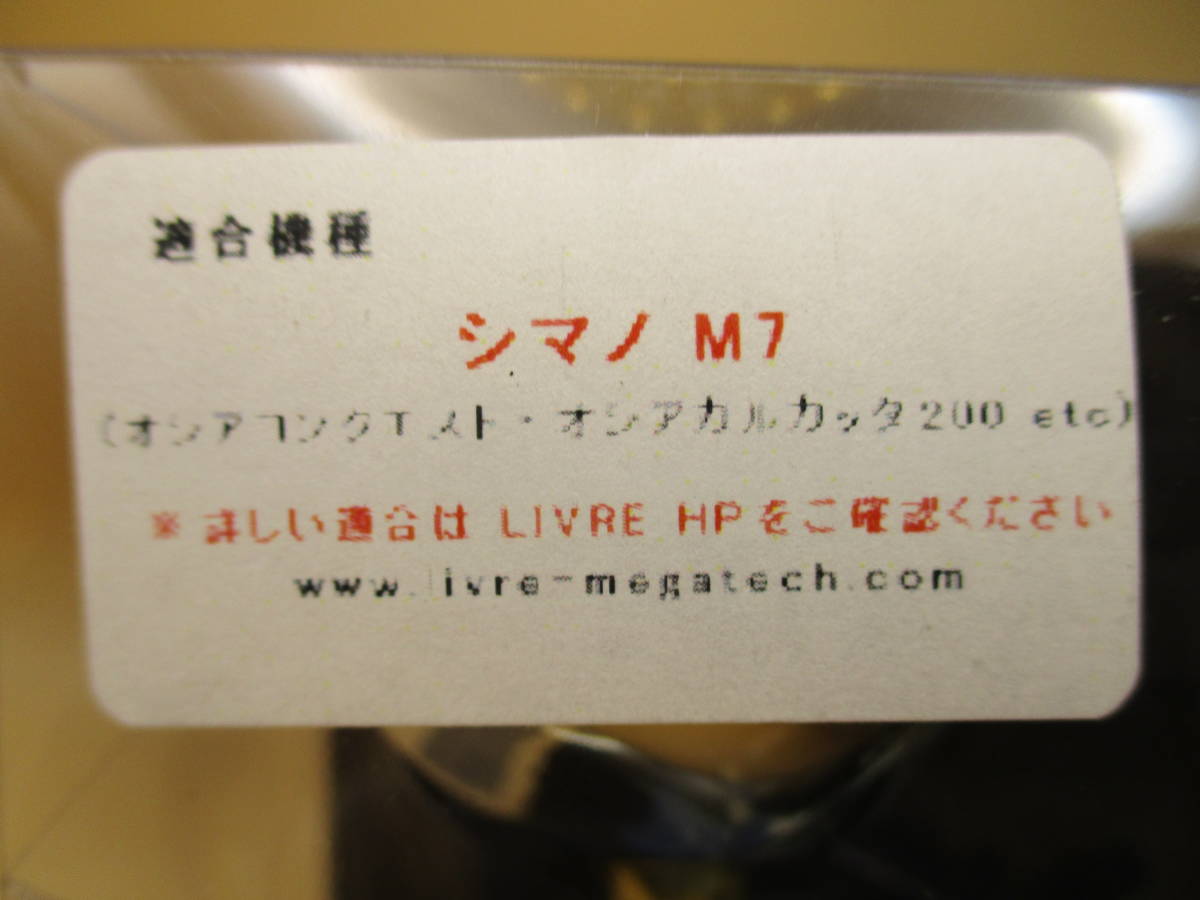 適合機種
シマノ M7
(オシアコンクエスト・オシアカルカッタ200 etc)
※詳しい適合は LIVRE HPをご確認ください
www.livre-megatech.com